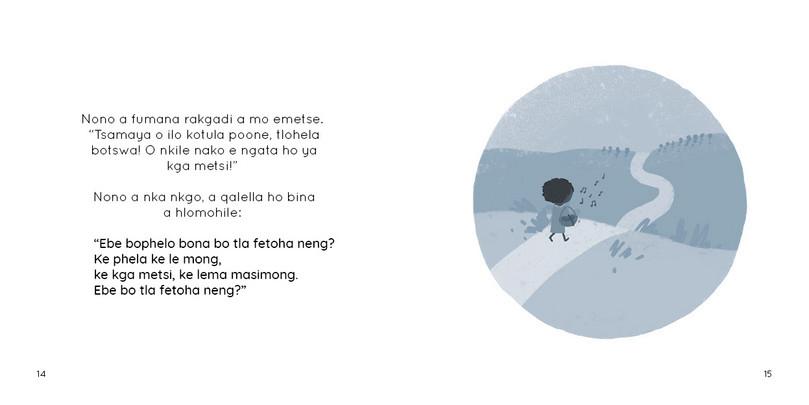 Nono a fumana rakgadi a mo emetse.
“Tsamaya o ilo kotula poone, tlohela
botswa! O nkile nako e ngata ho ya
kga metsi!”
Nono a nka nkgo, a qalella ho bina
a hlomohile:
“Ebe bophelo bona bo tla fetoha neng?
Ke phela ke le mong,
ke kga metsi, ke lema masimong.
Ebe bo tla fetoha neng?”
14
15